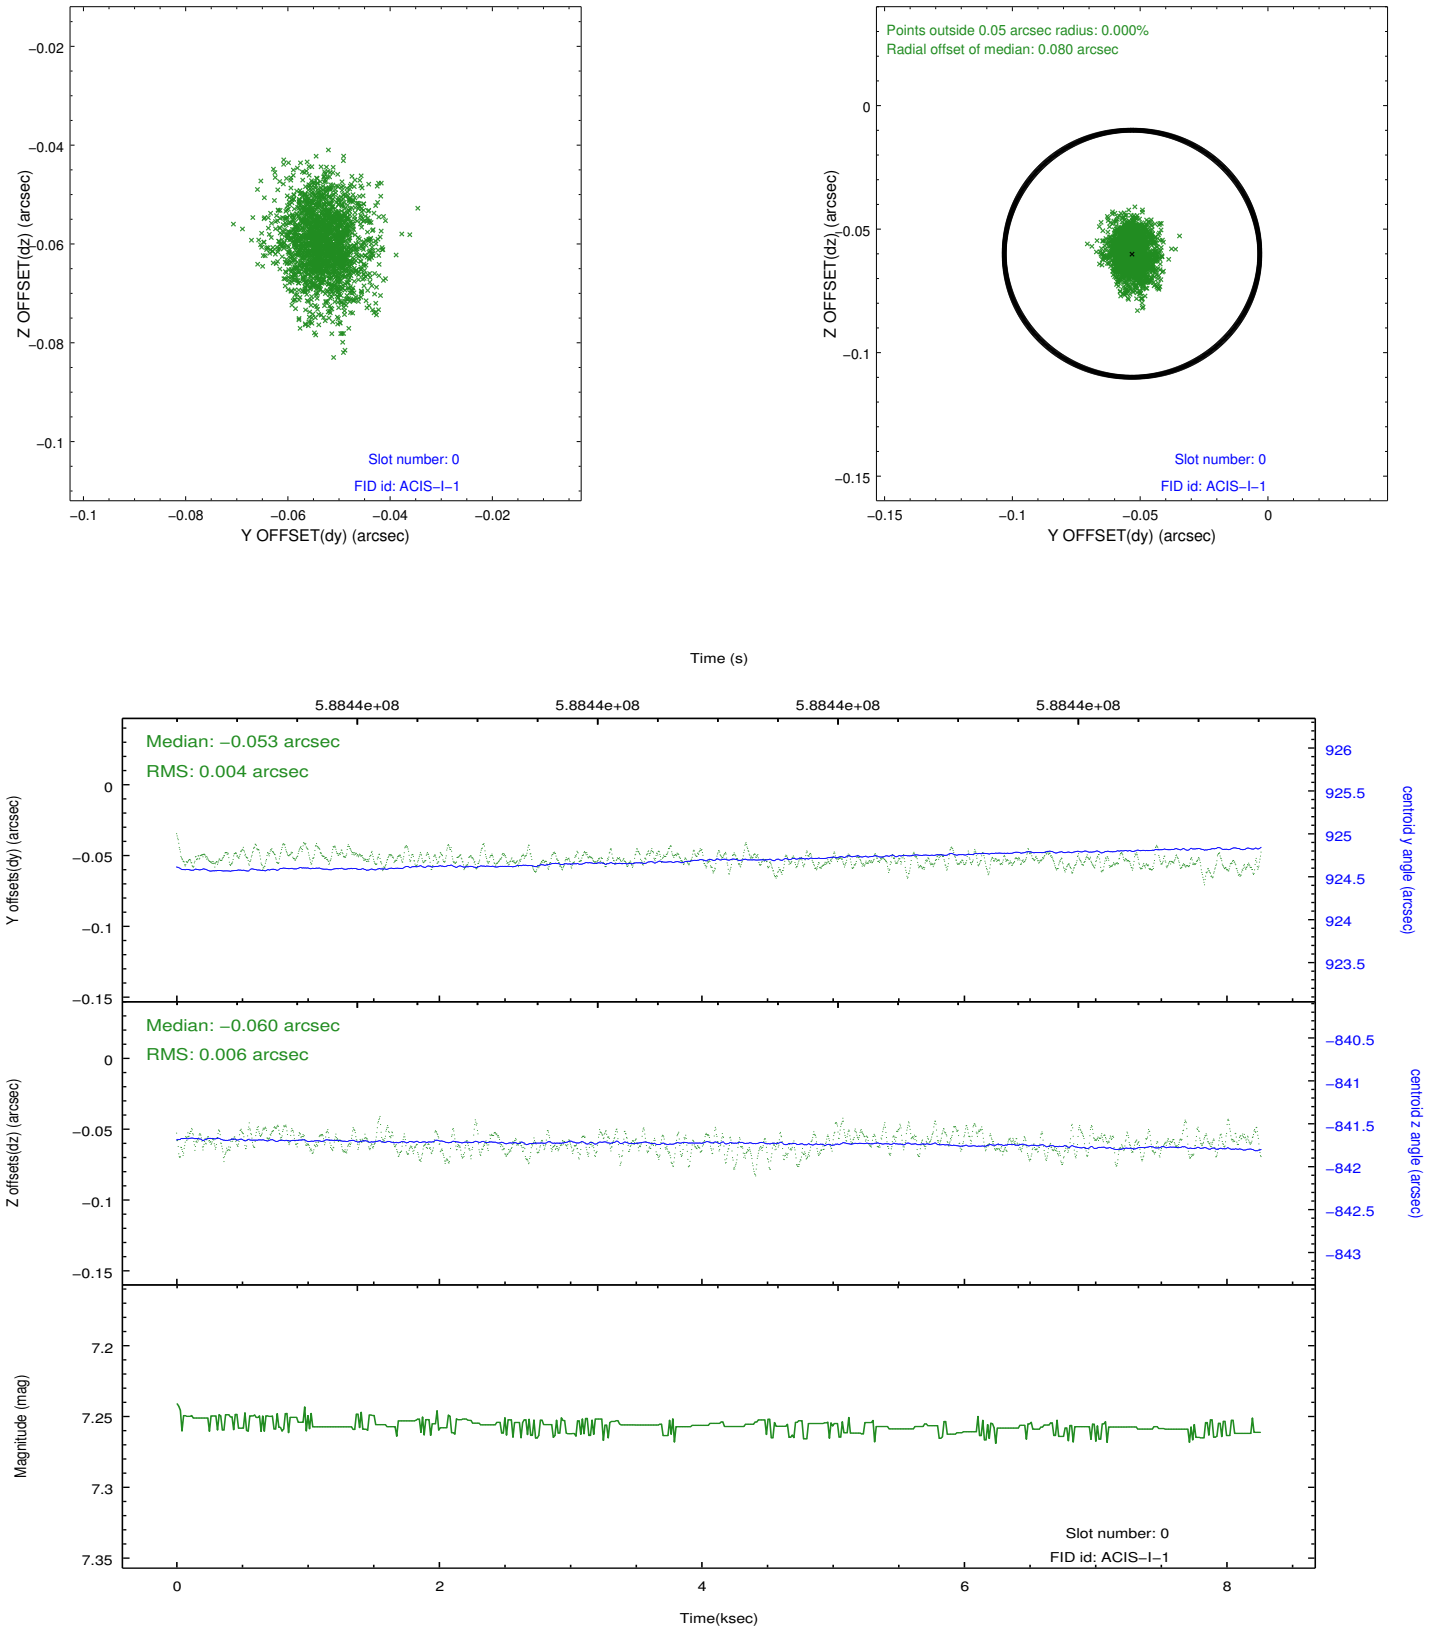 −0.02
−0.04
−0.06
−0.08
−0.1
Z OFFSET(dz) (arcsec)
Slot number: 0
FID id: ACIS−I−1
−0.1
−0.08
−0.06
−0.04
−0.02
Y OFFSET(dy) (arcsec)
Points outside 0.05 arcsec radius: 0.000%
Radial offset of median: 0.080 arcsec
0
−0.05
−0.1
−0.15
Z OFFSET(dz) (arcsec)
Slot number: 0
FID id: ACIS−I−1
−0.15
−0.1
−0.05
0
Y OFFSET(dy) (arcsec)
Time (s)
5.8844e+08
5.8844e+08
5.8844e+08
5.8844e+08
Median: −0.053 arcsec
RMS: 0.004 arcsec
0
−0.05
−0.1
−0.15
Y offsets(dy) (arcsec)
926
925.5
925
924.5
924
923.5
centroid y angle (arcsec)
Median: −0.060 arcsec
RMS: 0.006 arcsec
0
−0.05
−0.1
−0.15
Z offsets(dz) (arcsec)
−840.5
−841
−841.5
−842
−842.5
−843
centroid z angle (arcsec)
7.2
7.25
7.3
7.35
Magnitude (mag)
Slot number: 0
FID id: ACIS−I−1
0
2
4
6
8
Time(ksec)